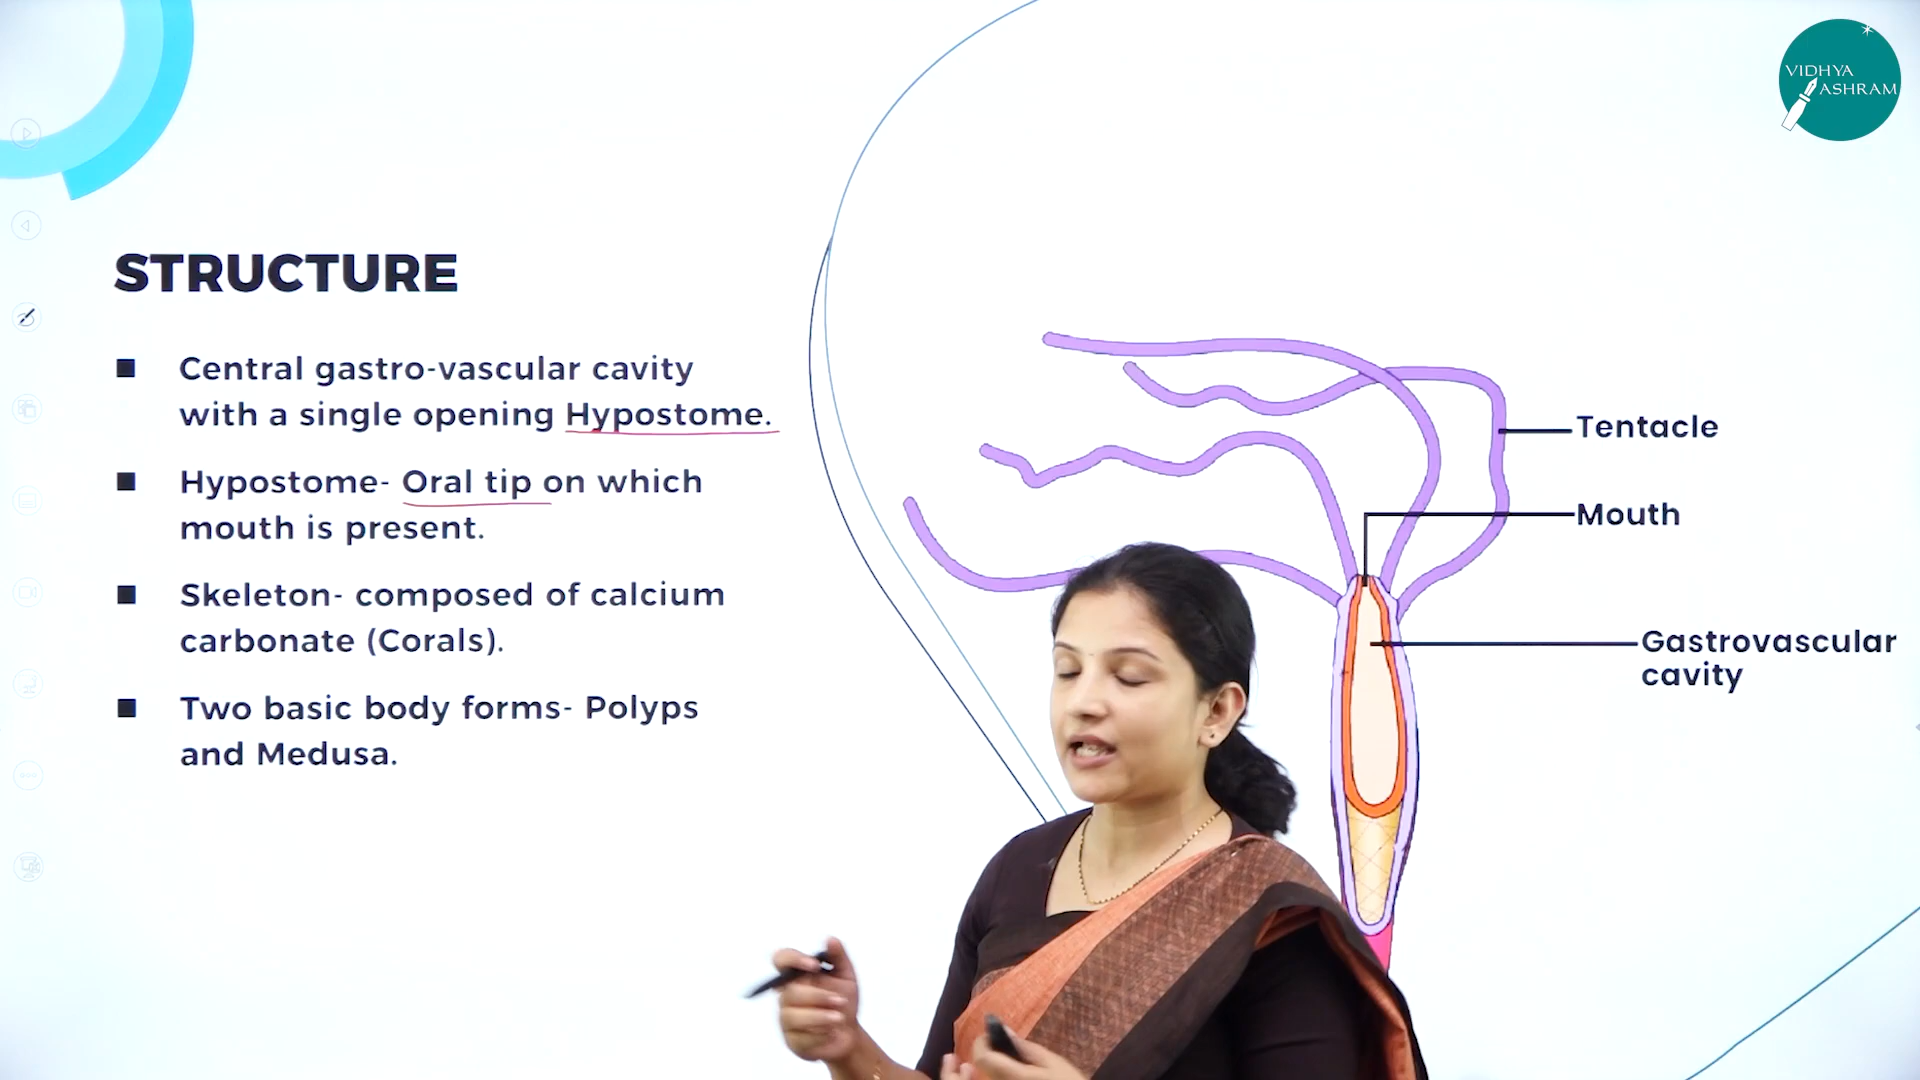 VIDHYA
ASHRAM
STRUCTURE
■ Central gastro-vascular cavity
with a single opening Hypostome.
■ Hypostome- Oral tip on which
mouth is present.
■ Skeleton- composed of calcium
carbonate (Corals).
■ Two basic body forms- Polyps
and Medusa.
Tentacle
Mouth
Gastrovascular
cavity